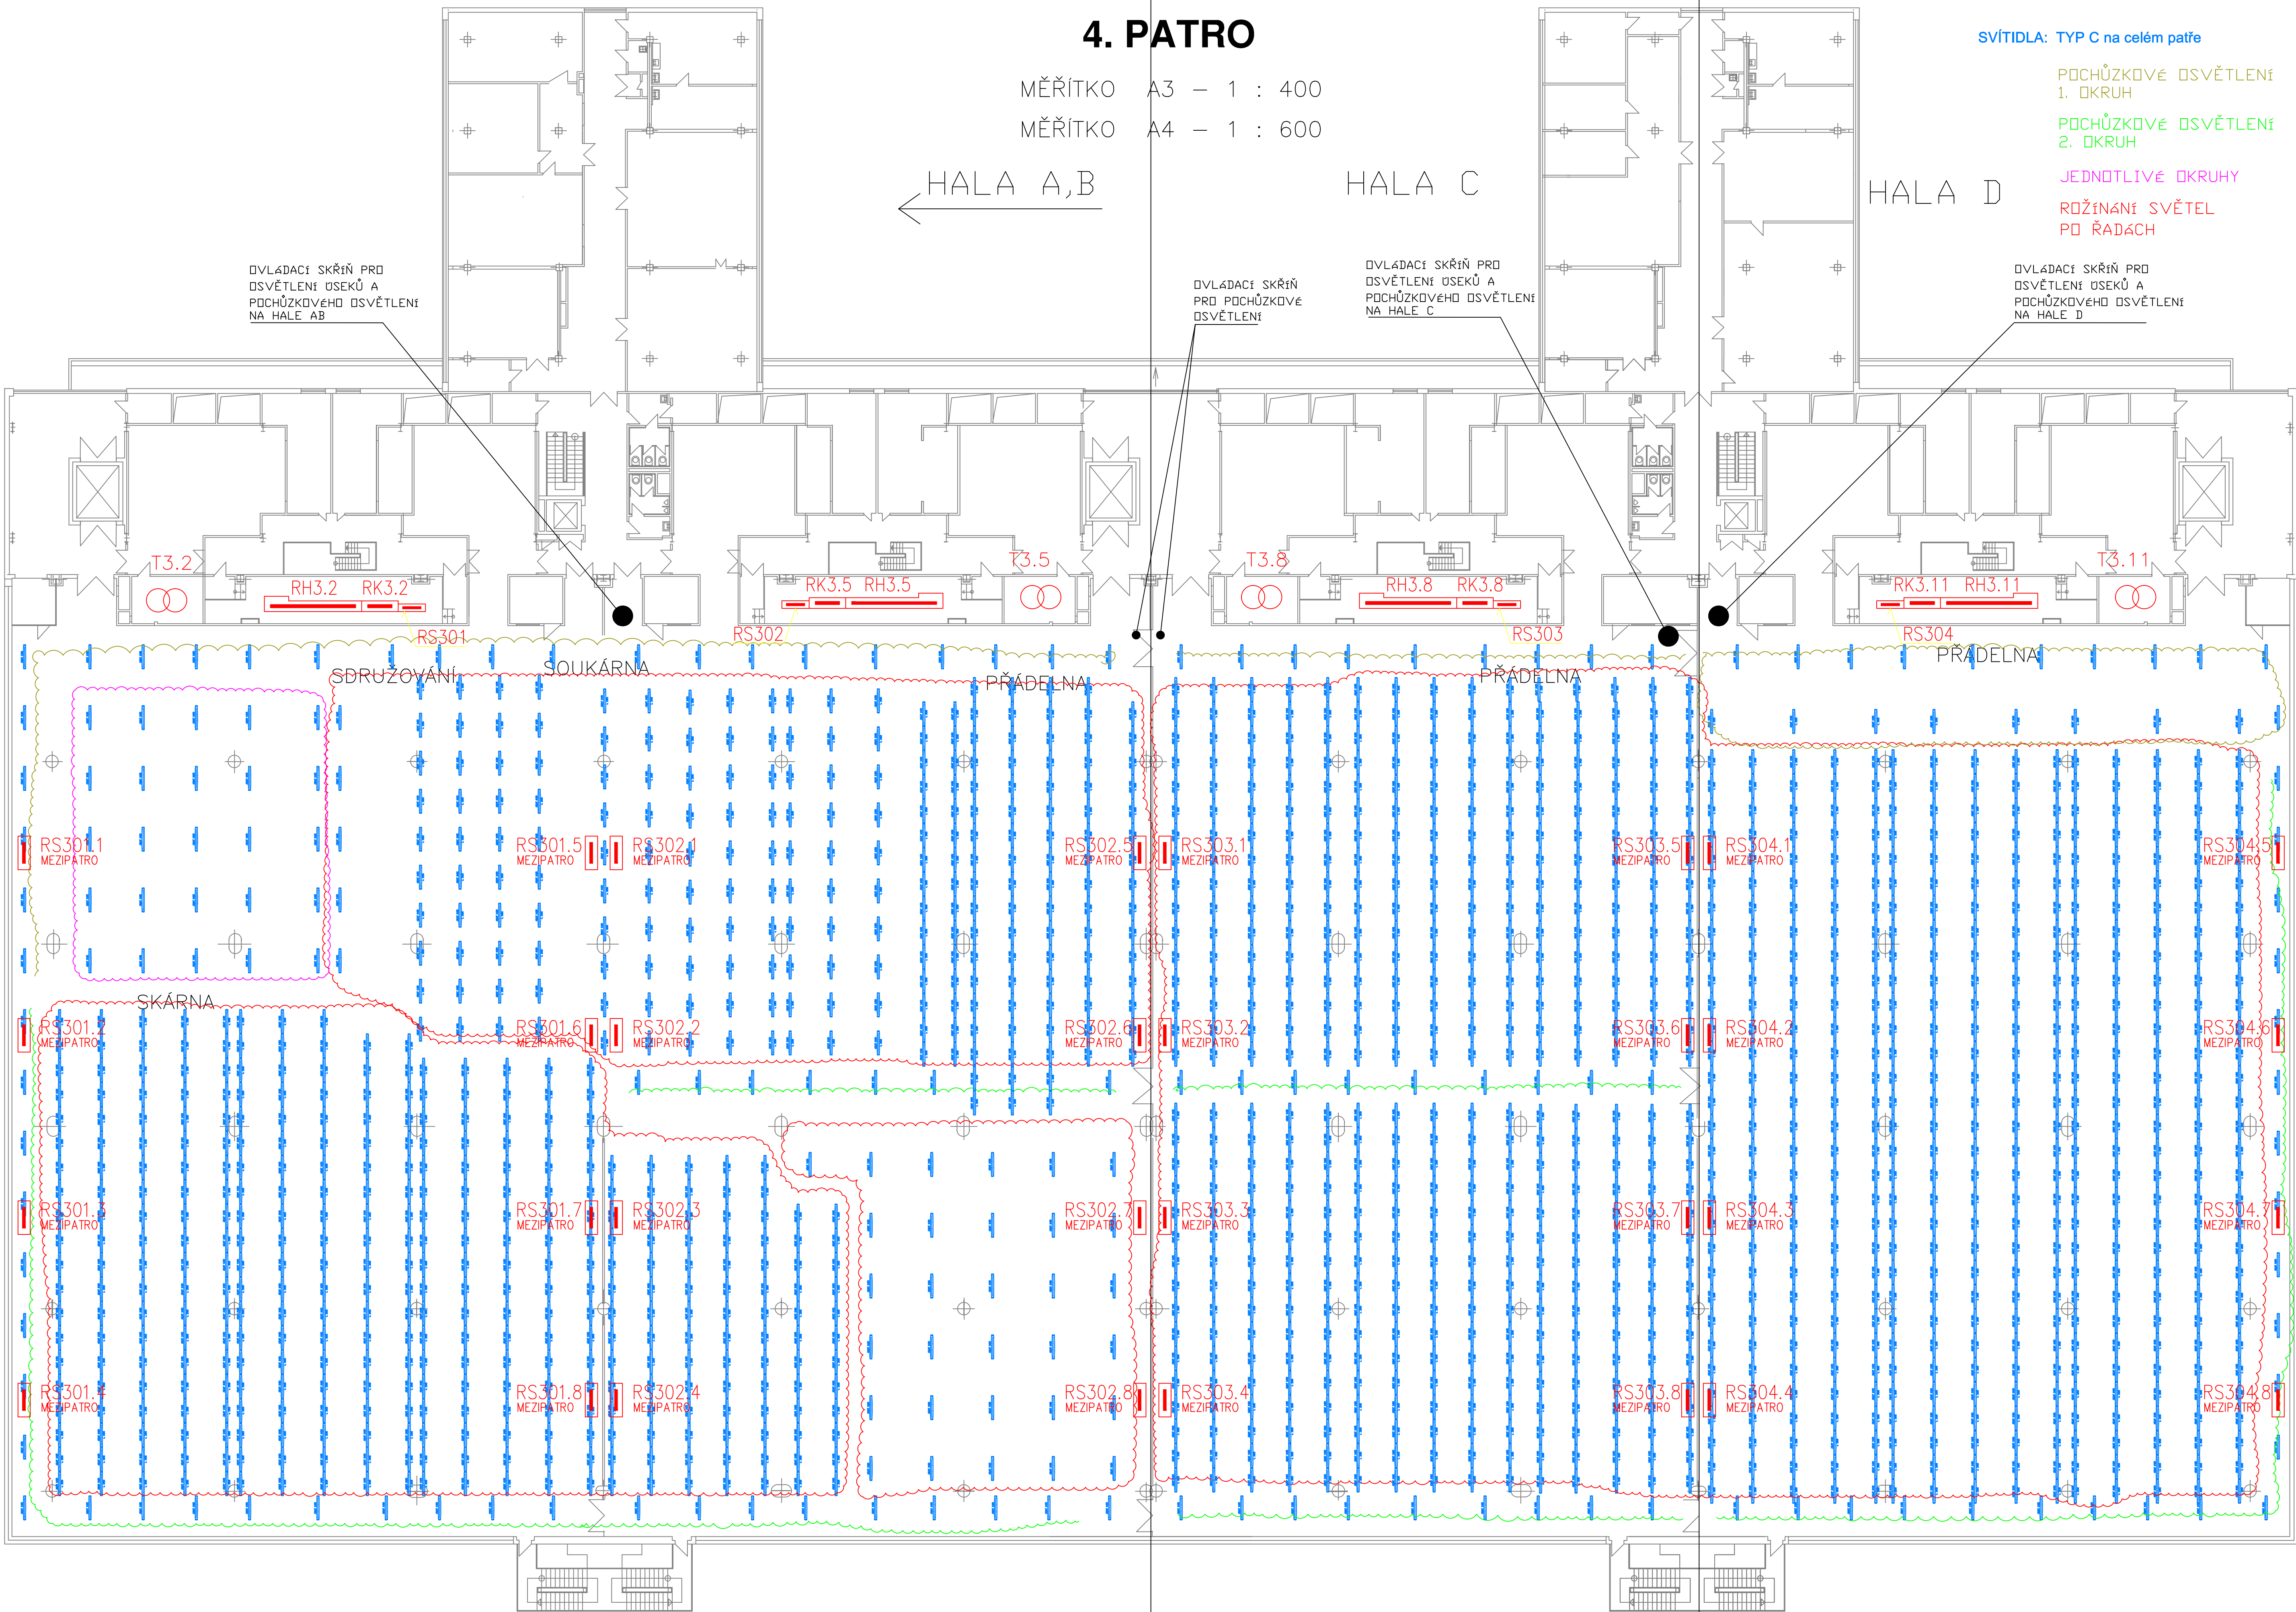 4. PATRO
MĚŘÍTKO A3 – 1 : 400
MĚŘÍTKO A4 – 1 : 600
HALA A,B
HALA C
HALA D
SVÍTIDLA: TYP C na celém patře
POCHŮZKOVÉ OSVĚTLENÍ
1. OKRUH
POCHŮZKOVÉ OSVĚTLENÍ
2. OKRUH
JEDNOTLIVÉ OKRUHY
ROŽÍNÁNÍ SVĚTEL
PO ŘADÁCH
OVLÁDACÍ SKŘÍŇ PRO
OSVĚTLENÍ ÚSEKŮ A
POCHŮZKOVÉHO OSVĚTLENÍ
NA HALE AB
OVLÁDACÍ SKŘÍŇ
PRO POCHŮZKOVÉ
OSVĚTLENÍ
OVLÁDACÍ SKŘÍŇ PRO
OSVĚTLENÍ ÚSEKŮ A
POCHŮZKOVÉHO OSVĚTLENÍ
NA HALE C
OVLÁDACÍ SKŘÍŇ PRO
OSVĚTLENÍ ÚSEKŮ A
POCHŮZKOVÉHO OSVĚTLENÍ
NA HALE D
T3.2
RH3.2 RK3.2
RS301
RK3.5 RH3.5
T3.5
RS302
T3.8
RH3.8 RK3.8
RS303
RK3.11 RH3.11
T3.11
RS304
SDRUŽOVÁNÍ
SOUKÁRNA
PŘÁDELNA
PŘÁDELNA
PŘÁDELNA
RS301.1
MEZIPATRO
RS301.5
MEZIPATRO
RS302.1
MEZIPATRO
RS302.5
MEZIPATRO
RS303.1
MEZIPATRO
RS303.5
MEZIPATRO
RS304.1
MEZIPATRO
RS304.5
MEZIPATRO
SKÁRNA
RS301.2
MEZIPATRO
RS301.6
MEZIPATRO
RS302.2
MEZIPATRO
RS302.6
MEZIPATRO
RS303.2
MEZIPATRO
RS303.6
MEZIPATRO
RS304.2
MEZIPATRO
RS304.6
MEZIPATRO
RS301.3
MEZIPATRO
RS301.7
MEZIPATRO
RS302.3
MEZIPATRO
RS302.7
MEZIPATRO
RS303.3
MEZIPATRO
RS303.7
MEZIPATRO
RS304.3
MEZIPATRO
RS304.7
MEZIPATRO
RS301.4
MEZIPATRO
RS301.8
MEZIPATRO
RS302.4
MEZIPATRO
RS302.8
MEZIPATRO
RS303.4
MEZIPATRO
RS303.8
MEZIPATRO
RS304.4
MEZIPATRO
RS304.8
MEZIPATRO